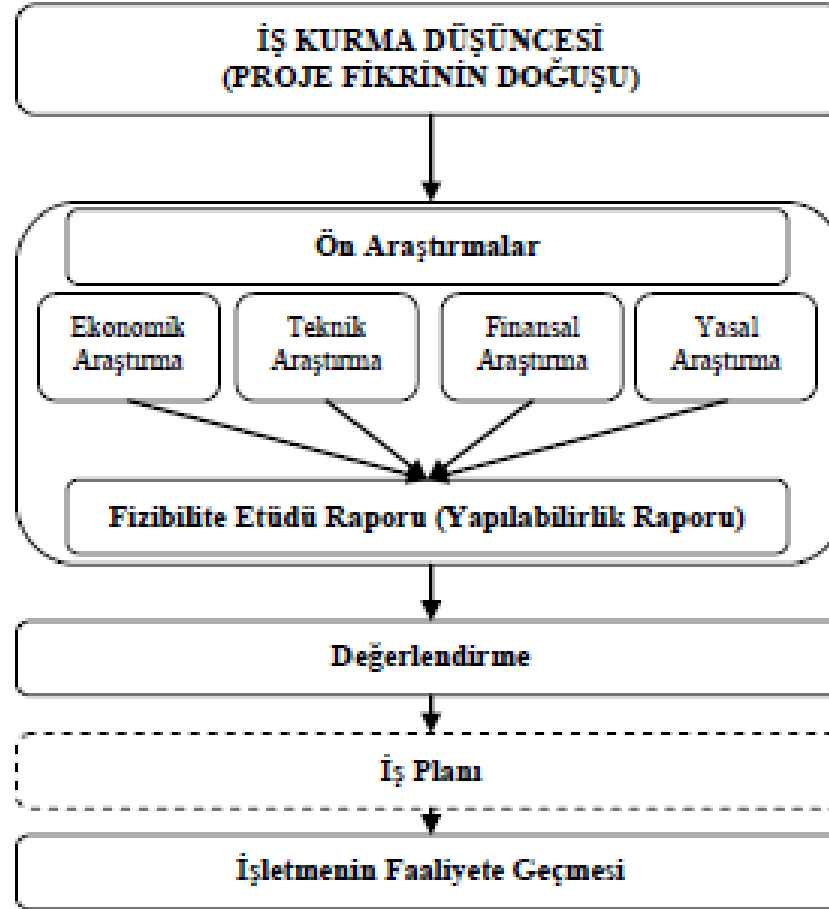 İŞ KURMA DÜŞÜNCESİ
(PROJE FİKRİNİN DOĞUŞU)
Ön Araştırmalar
Ekonomik
Araştırma
Teknik
Araştırma
Finansal
Araştırma
Yasal
Araştırma
Fizibilite Etüdü Raporu (Yapılabilirlik Raporu)
Değerlendirme
İş Planı
İşletmenin Faaliyete Geçmesi